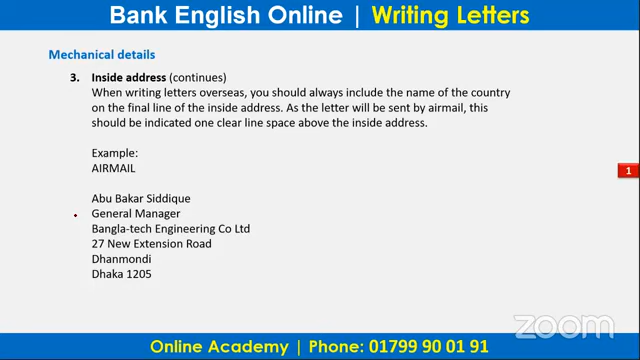 Bank English Online | Writing Letters
Mechanical details
3. Inside address (continues)
When writing letters overseas, you should always include the name of the country
on the final line of the inside address. As the letter will be sent by airmail, this
should be indicated one clear line space above the inside address.
Example:
AIRMAIL
Abu Bakar Siddique
General Manager
Bangla-tech Engineering Co Ltd
27 New Extension Road
Dhanmondi
Dhaka 1205
1
zoom
Online Academy | Phone: 01799 90 01 91